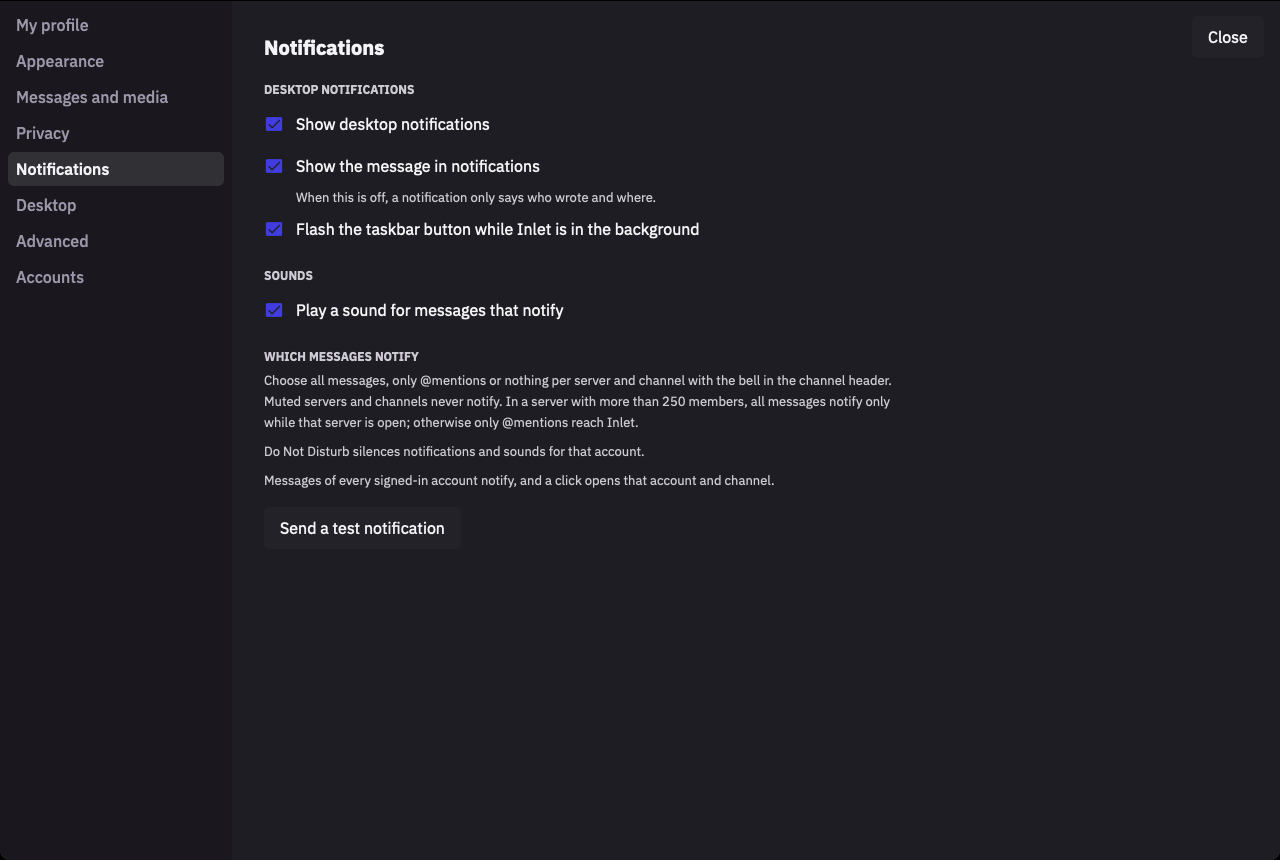 My profile
Appearance
Messages and media
Privacy
Notifications
Desktop
Advanced
Accounts
Notifications
Close
DESKTOP NOTIFICATIONS
Show desktop notifications
Show the message in notifications
When this is off, a notification only says who wrote and where.
Flash the taskbar button while Inlet is in the background
SOUNDS
Play a sound for messages that notify
WHICH MESSAGES NOTIFY
Choose all messages, only @mentions or nothing per server and channel with the bell in the channel header.
Muted servers and channels never notify. In a server with more than 250 members, all messages notify only
while that server is open; otherwise only @mentions reach Inlet.
Do Not Disturb silences notifications and sounds for that account.
Messages of every signed-in account notify, and a click opens that account and channel.
Send a test notification